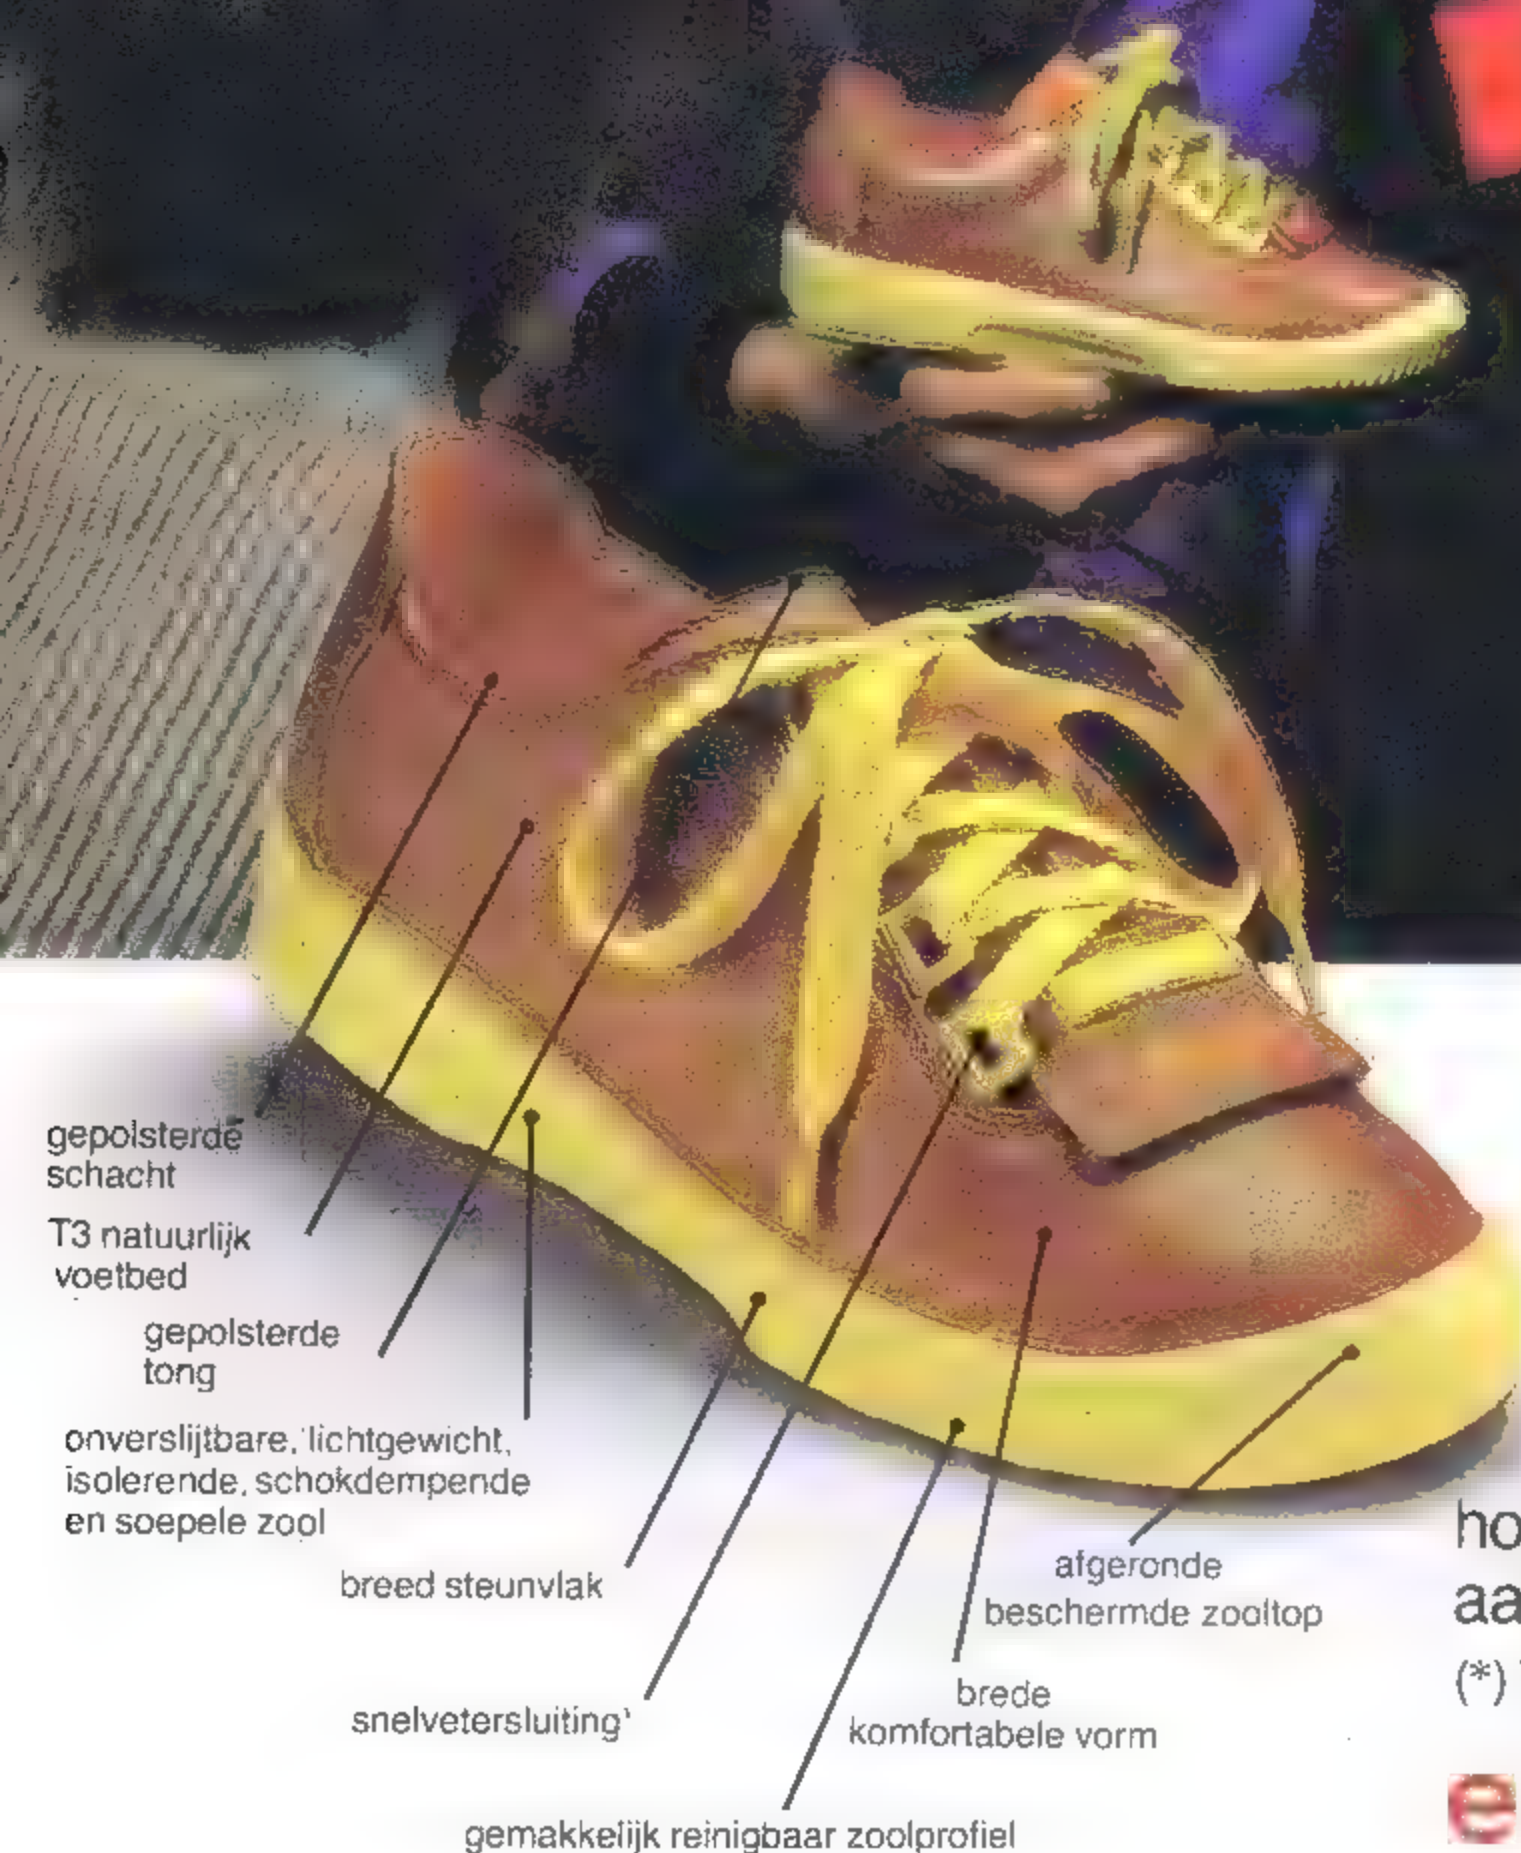 gepolsterde
schacht
T3 natuurlijk
voetbed
gepolsterde
tong
onverslijtbare, lichtgewicht,
isolerende, schokdempende
en soepele zool
breed steunvlak
snelvetersluiting
gemakkelijk reinigbaar zoolprofiel
brede
komfortabele vorm
afgeronde
beschermde zooltop
ho
aa
(*)
e